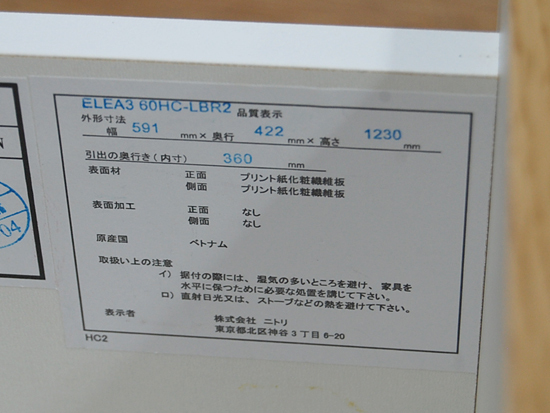 ELEA3 60HC-LBR2 品質表示
外形寸法
幅 591 mm× 奥行 422 mm× 高さ 1230 mm
引出の奥行き(内寸) 360 mm
表面材 正面 プリント紙化粧繊維板
側面 プリント紙化粧繊維板
表面加工 正面 なし
側面 なし
原産国 ベトナム
取扱い上の注意
イ) 据付の際には、湿気の多いところを避け、家具を
水平に保つために必要な処置を講じて下さい。
ロ) 直射日光又は、ストーブなどの熱を避けて下さい。
表示者 株式会社 ニトリ
東京都北区神谷3丁目6-20
HC2
N
04